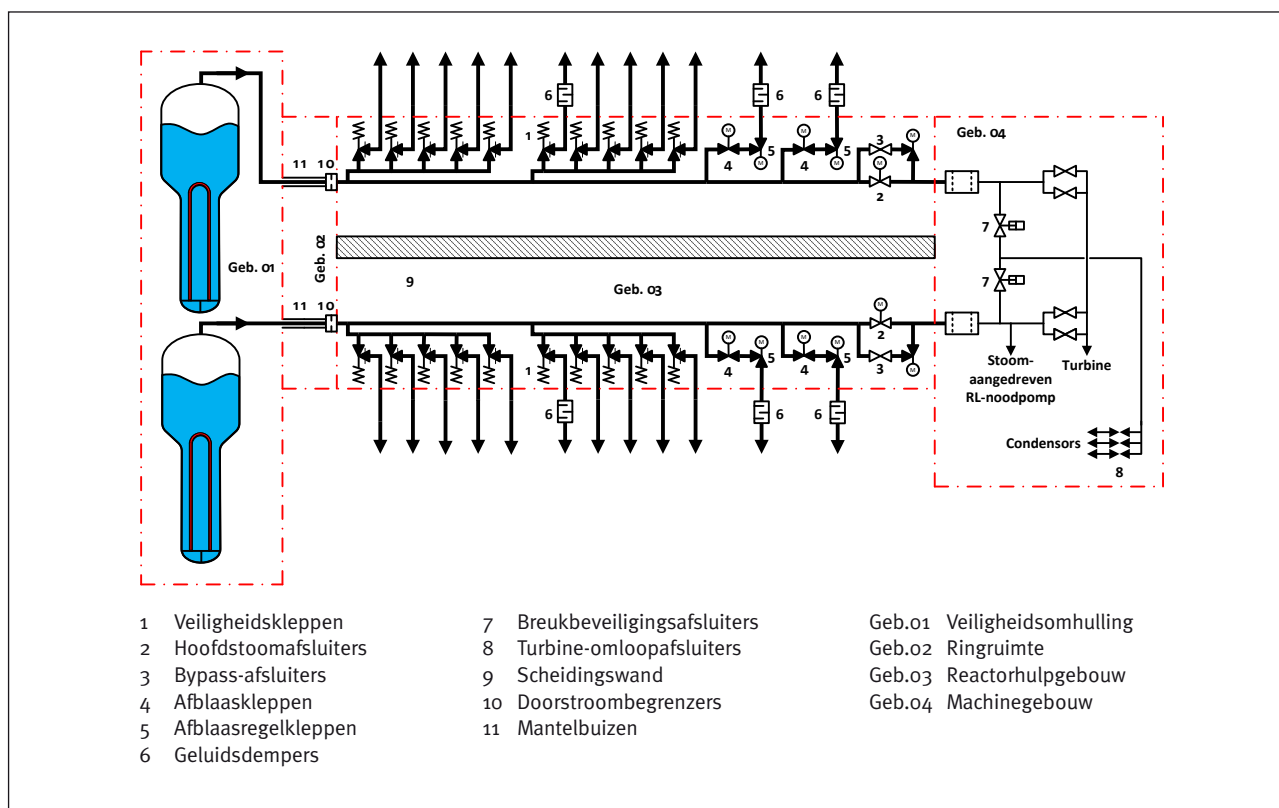 6
6
6
1
M
M
5
M
M
5
M
3
M
M
4
4
2
Geb. 04
11 10
7
Geb. 02
Geb. 01
9
Geb. 03
7
11 10
M
2
M
M
5
M
M
5
3
M
1
4
4
6
6
6
Stoom-
aangedreven
RL-noodpomp
Turbine
Condensors
8
1 Veiligheidskleppen
2 Hoofdstoomafsluiters
3 Bypass-afsluiters
4 Afblaaskleppen
5 Afblaasregelkleppen
6 Geluidsdempers
7 Breukbeveiligingsafsluiters
8 Turbine-omloopafsluiters
9 Scheidingswand
10 Doorstroombegrenzers
11 Mantelbuizen
Geb.01 Veiligheidsomhulling
Geb.02 Ringruimte
Geb.03 Reactorhulpgebouw
Geb.04 Machinegebouw